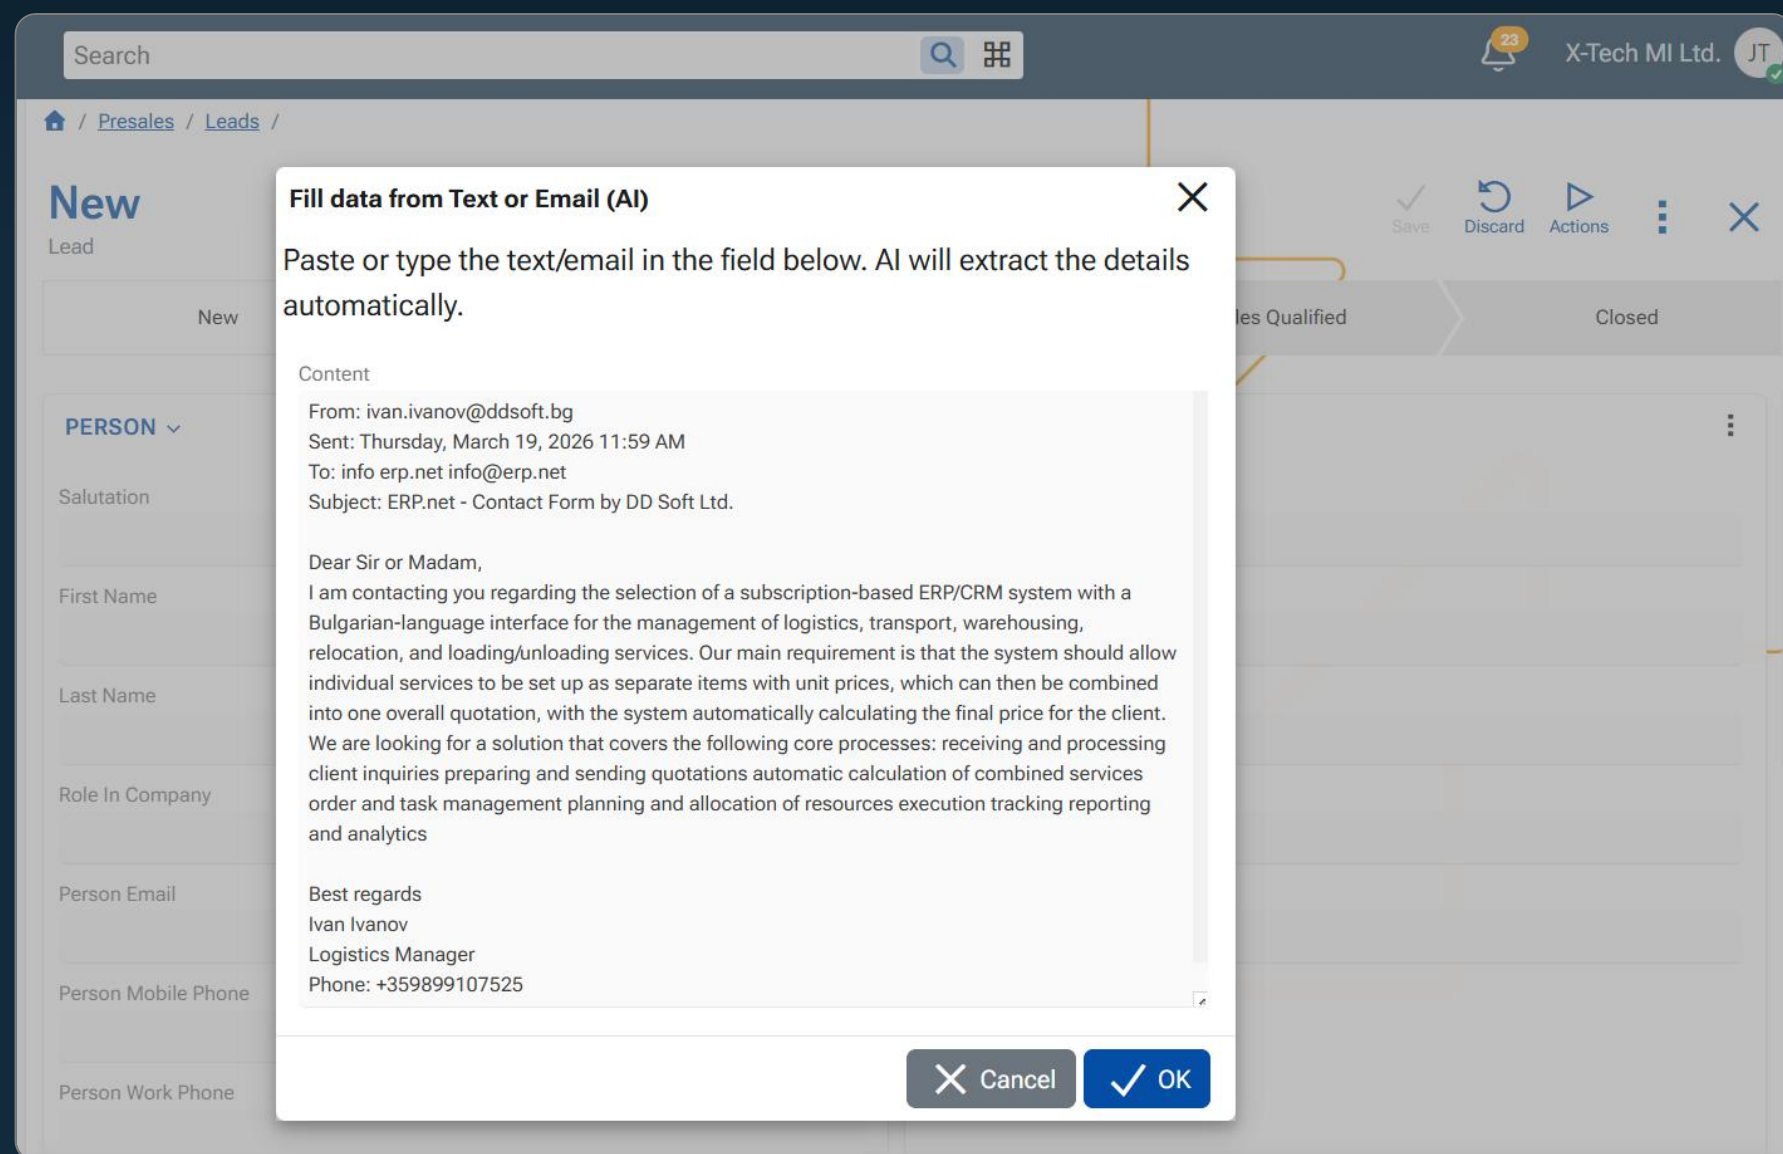 Search
23
X-Tech MI Ltd.
JT
/ Presales / Leads /
New
Lead
Save
Discard
Actions
New
les Qualified
Closed
PERSON
Salutation
First Name
Last Name
Role In Company
Person Email
Person Mobile Phone
Person Work Phone
Fill data from Text or Email (AI)
Paste or type the text/email in the field below. AI will extract the details
automatically.
Content
From: ivan.ivanov@ddsoft.bg
Sent: Thursday, March 19, 2026 11:59 AM
To: info erp.net info@erp.net
Subject: ERP.net - Contact Form by DD Soft Ltd.
Dear Sir or Madam,
I am contacting you regarding the selection of a subscription-based ERP/CRM system with a
Bulgarian-language interface for the management of logistics, transport, warehousing,
relocation, and loading/unloading services. Our main requirement is that the system should allow
individual services to be set up as separate items with unit prices, which can then be combined
into one overall quotation, with the system automatically calculating the final price for the client.
We are looking for a solution that covers the following core processes: receiving and processing
client inquiries preparing and sending quotations automatic calculation of combined services
order and task management planning and allocation of resources execution tracking reporting
and analytics
Best regards
Ivan Ivanov
Logistics Manager
Phone: +359899107525
Cancel
OK